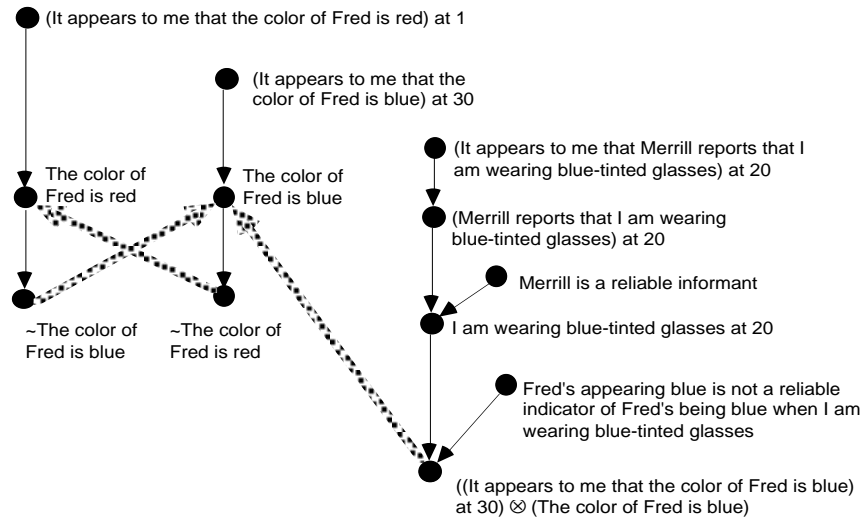 (It appears to me that the color of Fred is red) at 1
(It appears to me that the
color of Fred is blue) at 30
(It appears to me that Merrill reports that I
am wearing blue-tinted glasses) at 20
The color of
Fred is red
The color of
Fred is blue
(Merrill reports that I am wearing
blue-tinted glasses) at 20
Merrill is a reliable informant
~The color of
Fred is blue
~The color of
Fred is red
I am wearing blue-tinted glasses at 20
Fred's appearing blue is not a reliable
indicator of Fred's being blue when I am
wearing blue-tinted glasses
((It appears to me that the color of Fred is blue)
at 30) ⊗ (The color of Fred is blue)